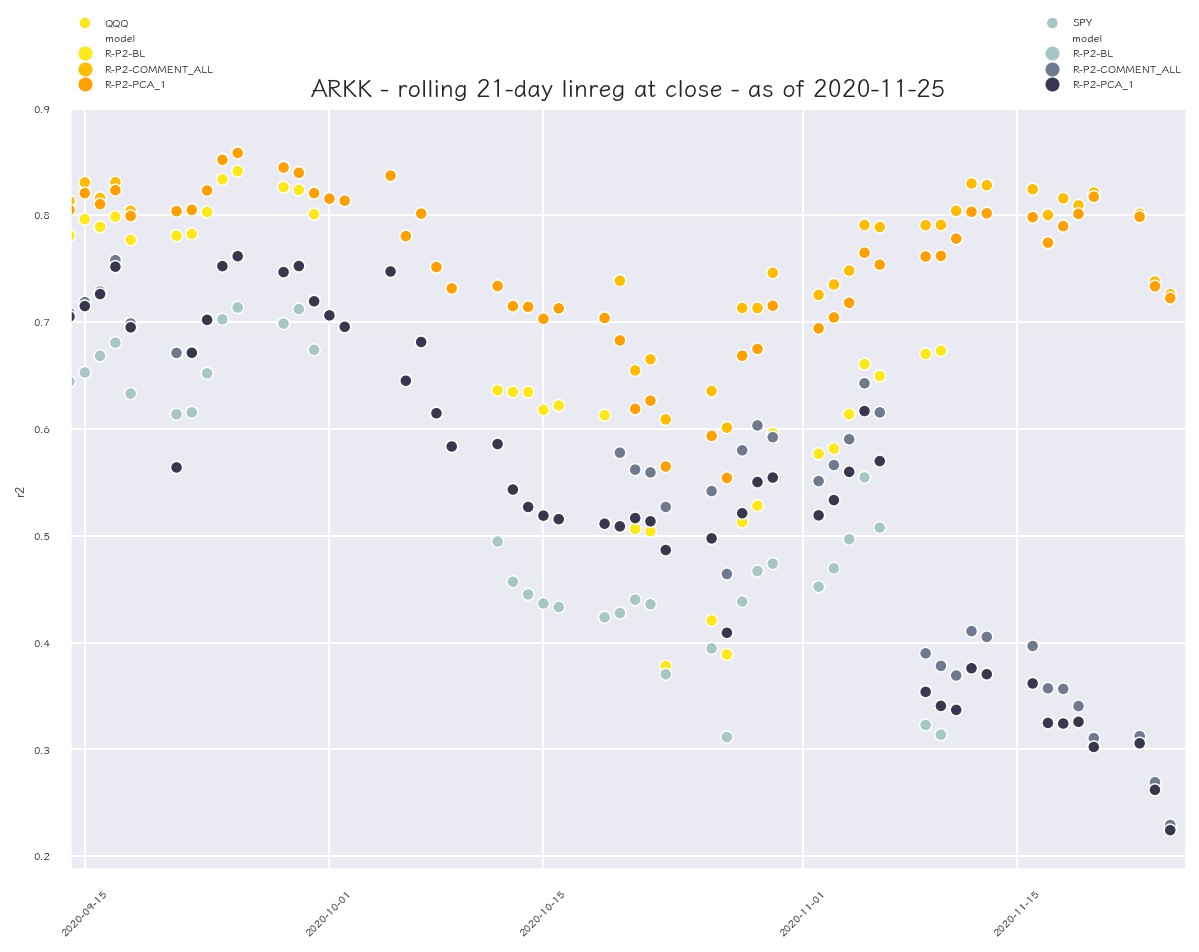 QQQ
model
R-P2-BL
R-P2-COMMENT_ALL
R-P2-PCA_1
SPY
model
R-P2-BL
R-P2-COMMENT_ALL
R-P2-PCA_1
ARKK - rolling 21-day linreg at close - as of 2020-11-25
0.9
0.8
0.7
0.6
0.5
0.4
0.3
0.2
r2
2020-09-15
2020-10-01
2020-10-15
2020-11-01
2020-11-15